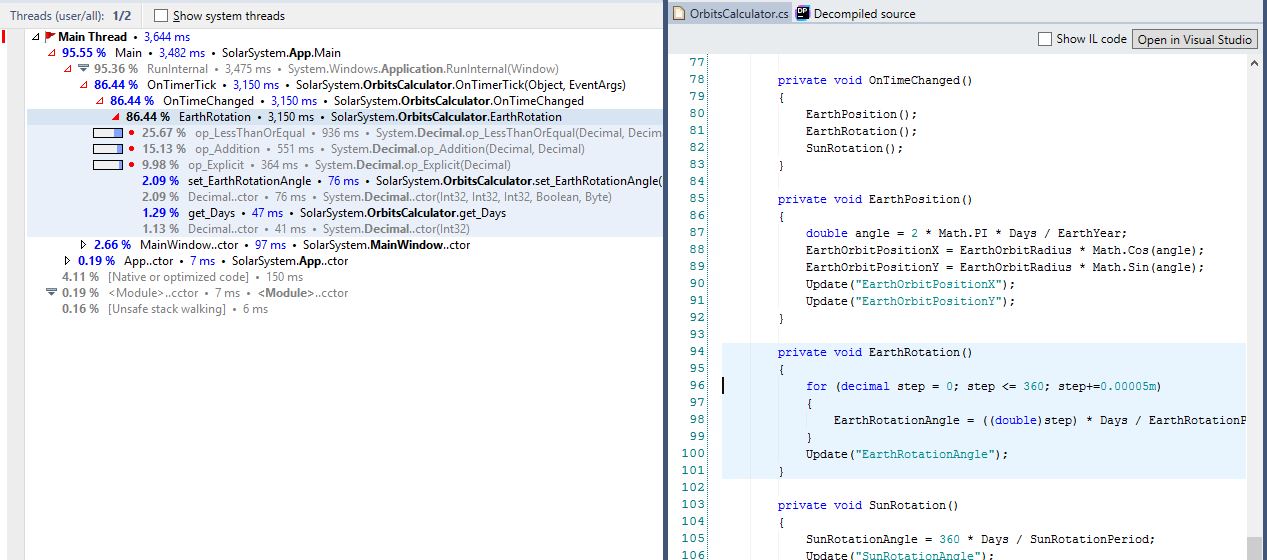 Threads (user/all): 1/2 Show system threads
Main Thread • 3,644 ms
95.55 % Main • 3,482 ms • SolarSystem.App.Main
95.36 % RunInternal • 3,475 ms • System.Windows.Application.RunInternal(Window)
86.44 % OnTimerTick • 3,150 ms • SolarSystem.OrbitsCalculator.OnTimerTick(Object, EventArgs)
86.44 % OnTimeChanged • 3,150 ms • SolarSystem.OrbitsCalculator.OnTimeChanged
86.44 % EarthRotation • 3,150 ms • SolarSystem.OrbitsCalculator.EarthRotation
25.67 % op_LessThanOrEqual • 936 ms • System.Decimal.op_LessThanOrEqual(Decimal, Decima
15.13 % op_Addition • 551 ms • System.Decimal.op_Addition(Decimal, Decimal)
9.98 % op_Explicit • 364 ms • System.Decimal.op_Explicit(Decimal)
2.09 % set_EarthRotationAngle • 76 ms • SolarSystem.OrbitsCalculator.set_EarthRotationAngle(
2.09 % Decimal..ctor • 76 ms • System.Decimal..ctor(Int32, Int32, Int32, Boolean, Byte)
1.29 % get_Days • 47 ms • SolarSystem.OrbitsCalculator.get_Days
1.13 % Decimal..ctor • 41 ms • System.Decimal..ctor(Int32)
2.66 % MainWindow..ctor • 97 ms • SolarSystem.MainWindow..ctor
0.19 % App..ctor • 7 ms • SolarSystem.App..ctor
4.11 % [Native or optimized code] • 150 ms
0.19 % <Module>..cctor • 7 ms • <Module>..cctor
0.16 % [Unsafe stack walking] • 6 ms
OrbitsCalculator.cs DP Decompiled source
Show IL code Open in Visual Studio
77
78 private void OnTimeChanged()
79 {
80 EarthPosition();
81 EarthRotation();
82 SunRotation();
83 }
84
85 private void EarthPosition()
86 {
87 double angle = 2 * Math.PI * Days / EarthYear;
88 EarthOrbitPositionX = EarthOrbitRadius * Math.Cos(angle);
89 EarthOrbitPositionY = EarthOrbitRadius * Math.Sin(angle);
90 Update("EarthOrbitPositionX");
91 Update("EarthOrbitPositionY");
92 }
93
94 private void EarthRotation()
95 {
96 for (decimal step = 0; step <= 360; step+=0.00005m)
97 {
98 EarthRotationAngle = ((double)step) * Days / EarthRotationP
99 }
100 Update("EarthRotationAngle");
101 }
102
103 private void SunRotation()
104 {
105 SunRotationAngle = 360 * Days / SunRotationPeriod;
106 Update("SunRotationAngle");